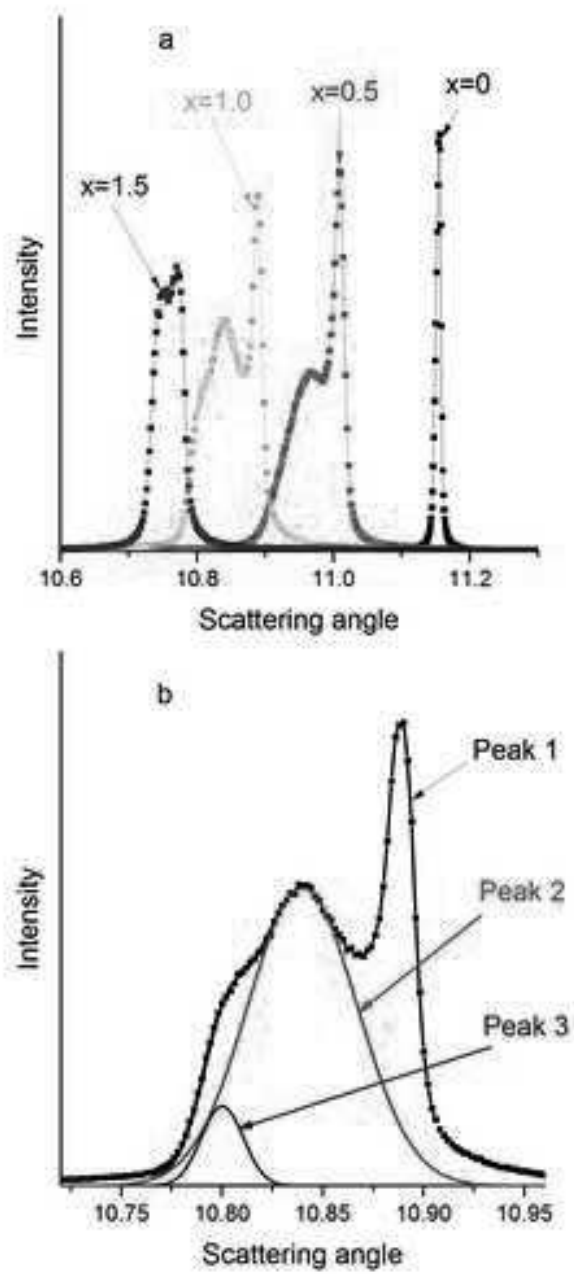 a
x=1.0
x=0.5
x=0
x=1.5
Intensity
10.6
10.8
11.0
11.2
Scattering angle
b
Peak 1
Peak 2
Peak 3
Intensity
10.75
10.80
10.85
10.90
10.95
Scattering angle